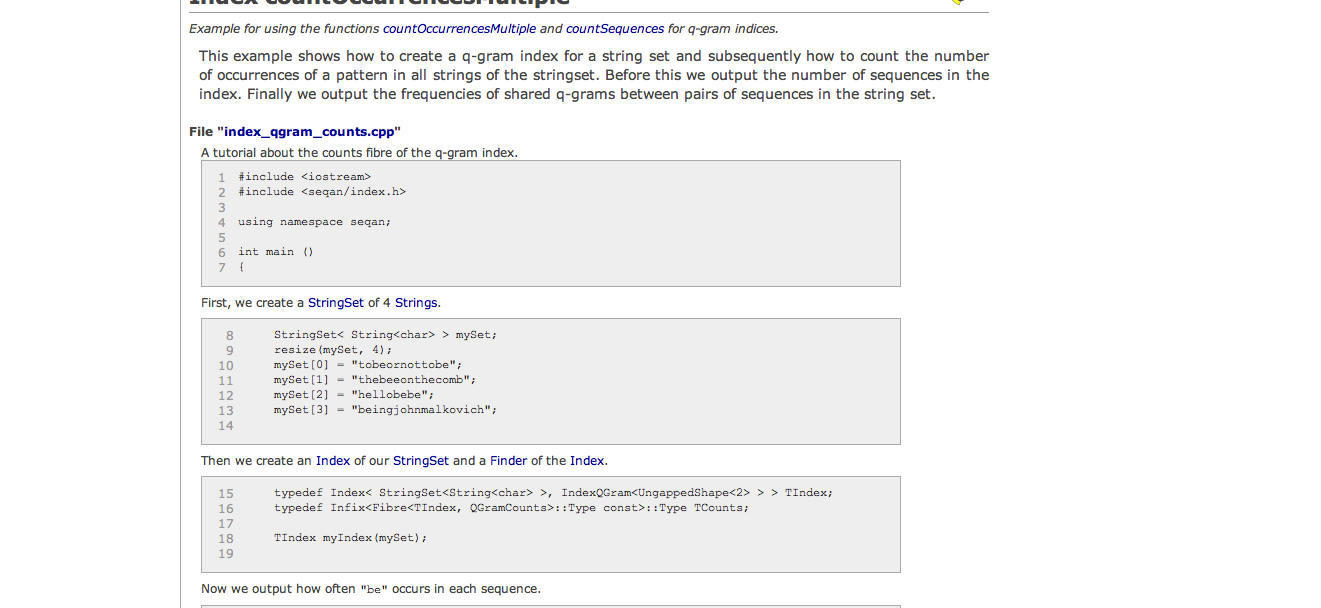 Index countOccurrencesMultiple
Example for using the functions countOccurrencesMultiple and countSequences for q-gram indices.
This example shows how to create a q-gram index for a string set and subsequently how to count the number
of occurrences of a pattern in all strings of the stringset. Before this we output the number of sequences in the
index. Finally we output the frequencies of shared q-grams between pairs of sequences in the string set.
File "index_qgram_counts.cpp"
A tutorial about the counts fibre of the q-gram index.
1 #include <iostream>
2 #include <seqan/index.h>
3
4 using namespace seqan;
5
6 int main ()
7 {
First, we create a StringSet of 4 Strings.
8 StringSet< String<char> > mySet;
9 resize(mySet, 4);
10 mySet[0] = "tobeornottobe";
11 mySet[1] = "thebeeonthecomb";
12 mySet[2] = "hellobebe";
13 mySet[3] = "beingjohnmalkovich";
14
Then we create an Index of our StringSet and a Finder of the Index.
15 typedef Index< StringSet<String<char> >, IndexQGram<UngappedShape<2> > > TIndex;
16 typedef Infix<Fibre<TIndex, QGramCounts>::Type const>::Type TCounts;
17
18 TIndex myIndex(mySet);
19
Now we output how often "be" occurs in each sequence.